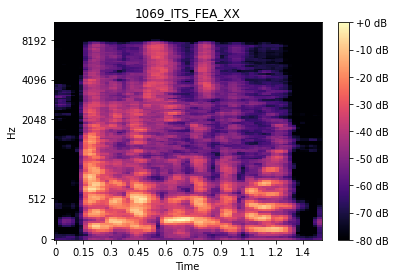 1069_ITS_FEA_XX
+0 dB
8192
-10 dB
4096
-20 dB
-30 dB
2048
Hz
-40 dB
1024
-50 dB
512
-60 dB
-70 dB
0
-80 dB
0 0.15 0.3 0.45 0.6 0.75 0.9 1.1 1.2 1.4
Time